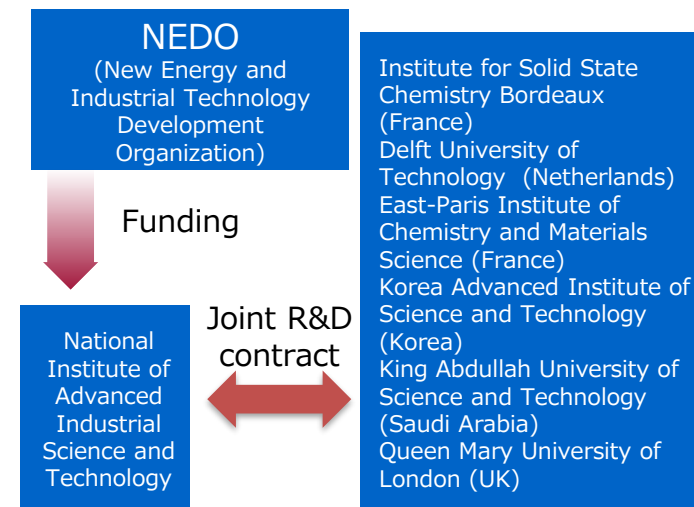 NEDO
(New Energy and
Industrial Technology
Development
Organization)
Funding
National
Institute of
Advanced
Industrial
Science and
Technology
Joint R&D
contract
Institute for Solid State
Chemistry Bordeaux
(France)
Delft University of
Technology (Netherlands)
East-Paris Institute of
Chemistry and Materials
Science (France)
Korea Advanced Institute of
Science and Technology
(Korea)
King Abdullah University of
Science and Technology
(Saudi Arabia)
Queen Mary University of
London (UK)